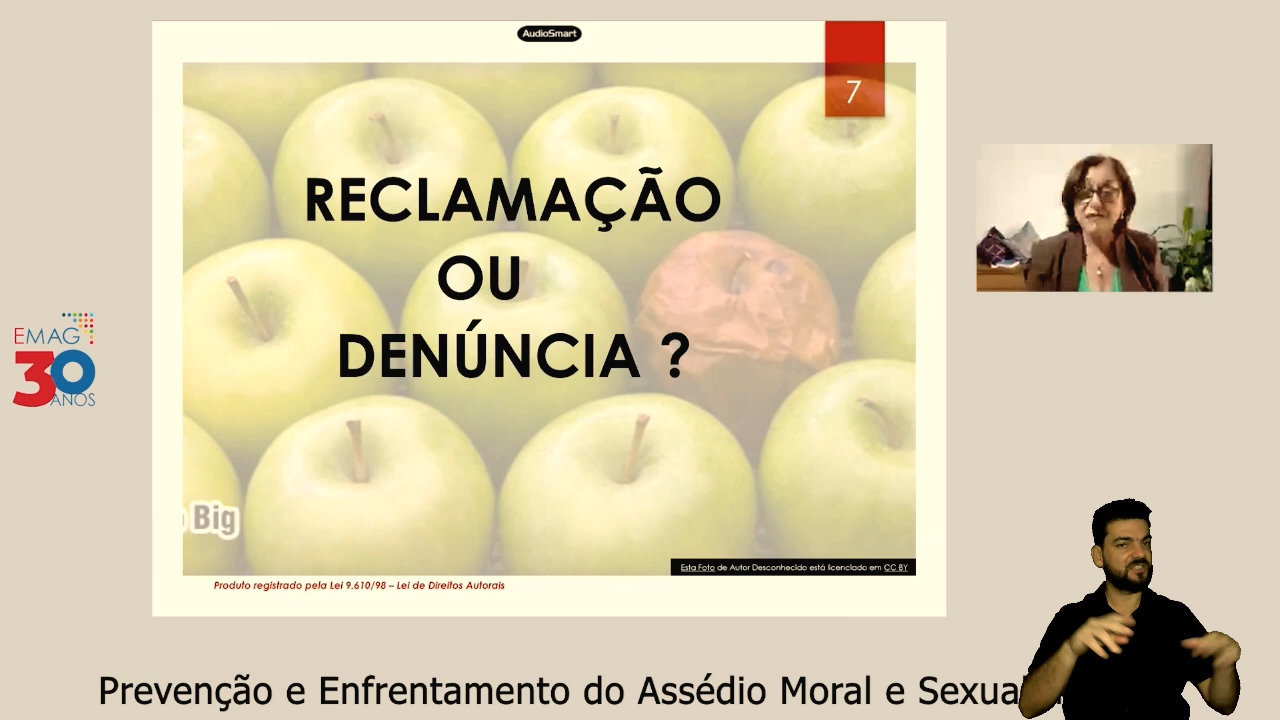 AudioSmart
7
RECLAMAÇÃO
OU
DENÚNCIA ?
EMAG
30
ANOS
Big
Esta Foto de Autor Desconhecido está licenciado em CC BY
Produto registrado pela Lei 9.610/98 – Lei de Direitos Autorais
Prevenção e Enfrentamento do Assédio Moral e